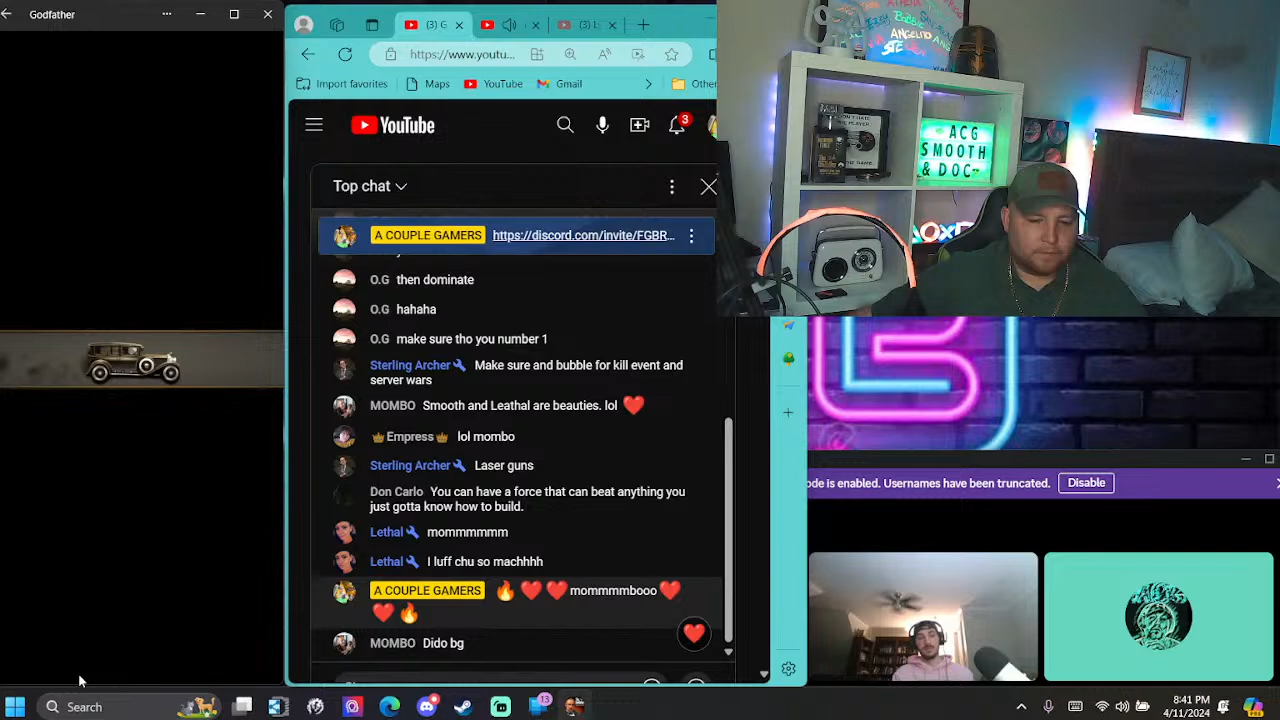 Godfather
(3) G
(3) L
https://www.youtu...
Import favorites
Maps
YouTube
Gmail
Other
YouTube
3
Top chat
A COUPLE GAMERS https://discord.com/invite/FGBR...
O.G then dominate
O.G hahaha
O.G make sure tho you number 1
Sterling Archer Make sure and bubble for kill event and
server wars
MOMBO Smooth and Leathal are beauties. lol ❤️
Empress lol mombo
Sterling Archer Laser guns
Don Carlo You can have a force that can beat anything you
just gotta know how to build.
Lethal mommmmmm
Lethal I luff chu so machhhh
A COUPLE GAMERS 🔥❤️❤️mommmmbooo❤️
❤️🔥
MOMBO Dido bg
ANGELITO
ACG
SMOOTH
& DOC
ode is enabled. Usernames have been truncated.
Disable
Search
13
8:41 PM
4/11/2024